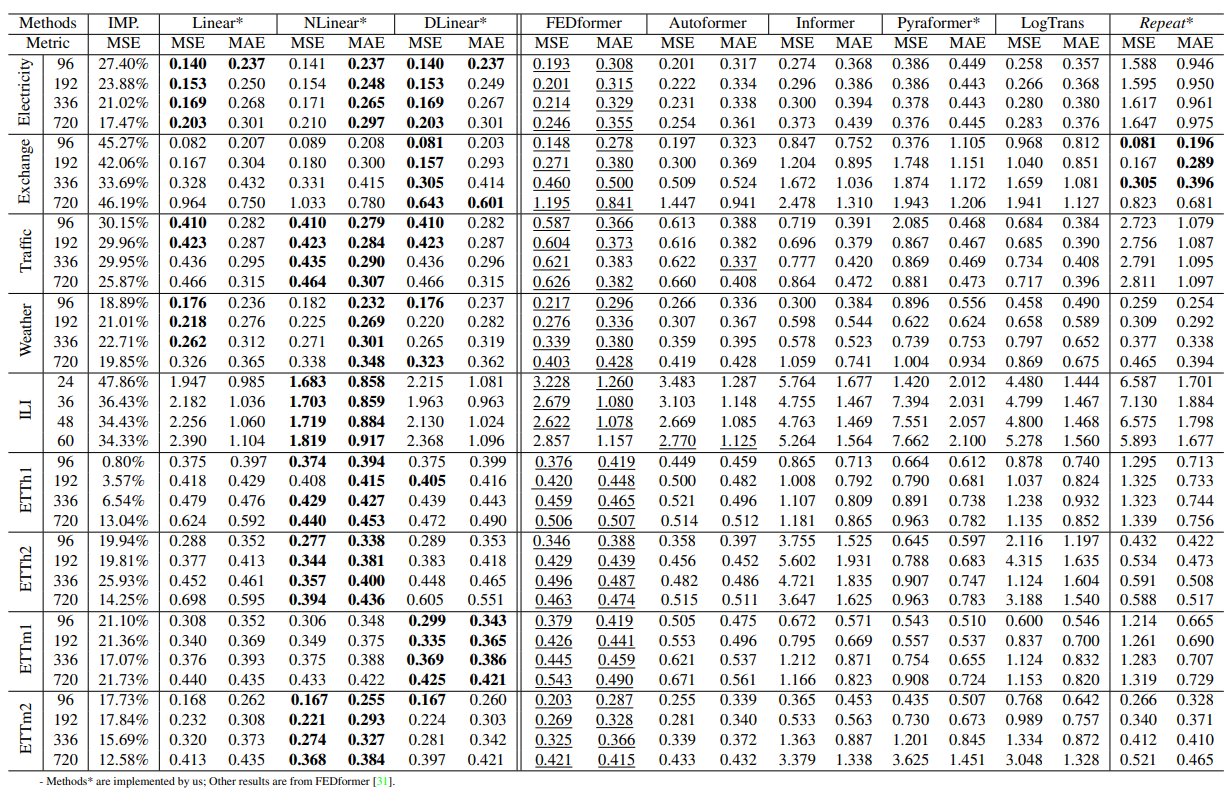 Methods IMP. Linear* NLinear* DLinear* FEDformer Autoformer Informer Pyraformer* LogTrans Repeat*
Metric MSE MSE MAE MSE MAE MSE MAE MSE MAE MSE MAE MSE MAE MSE MAE MSE MAE MSE MAE
Electricity
96 27.40% 0.140 0.237 0.141 0.237 0.140 0.237 0.193 0.308 0.201 0.317 0.274 0.368 0.386 0.449 0.258 0.357 1.588 0.946
192 23.88% 0.153 0.250 0.154 0.248 0.153 0.249 0.201 0.315 0.222 0.334 0.296 0.386 0.386 0.443 0.266 0.368 1.595 0.950
336 21.02% 0.169 0.268 0.171 0.265 0.169 0.267 0.214 0.329 0.231 0.338 0.300 0.394 0.378 0.443 0.280 0.380 1.617 0.961
720 17.47% 0.203 0.301 0.210 0.297 0.203 0.301 0.246 0.355 0.254 0.361 0.373 0.439 0.376 0.445 0.283 0.376 1.647 0.975
Exchange
96 45.27% 0.082 0.207 0.089 0.208 0.081 0.203 0.148 0.278 0.197 0.323 0.847 0.752 0.376 1.105 0.968 0.812 0.081 0.196
192 42.06% 0.167 0.304 0.180 0.300 0.157 0.293 0.271 0.380 0.300 0.369 1.204 0.895 1.748 1.151 1.040 0.851 0.167 0.289
336 33.69% 0.328 0.432 0.331 0.415 0.305 0.414 0.460 0.500 0.509 0.524 1.672 1.036 1.874 1.172 1.659 1.081 0.305 0.396
720 46.19% 0.964 0.750 1.033 0.780 0.643 0.601 1.195 0.841 1.447 0.941 2.478 1.310 1.943 1.206 1.941 1.127 0.823 0.681
Traffic
96 30.15% 0.410 0.282 0.410 0.279 0.410 0.282 0.587 0.366 0.613 0.388 0.719 0.391 2.085 0.468 0.684 0.384 2.723 1.079
192 29.96% 0.423 0.287 0.423 0.284 0.423 0.287 0.604 0.373 0.616 0.382 0.696 0.379 0.867 0.467 0.685 0.390 2.756 1.087
336 29.95% 0.436 0.295 0.435 0.290 0.436 0.296 0.621 0.383 0.622 0.337 0.777 0.420 0.869 0.469 0.734 0.408 2.791 1.095
720 25.87% 0.466 0.315 0.464 0.307 0.466 0.315 0.626 0.382 0.660 0.408 0.864 0.472 0.881 0.473 0.717 0.396 2.811 1.097
Weather
96 18.89% 0.176 0.236 0.182 0.232 0.176 0.237 0.217 0.296 0.266 0.336 0.300 0.384 0.896 0.556 0.458 0.490 0.259 0.254
192 21.01% 0.218 0.276 0.225 0.269 0.220 0.282 0.276 0.336 0.307 0.367 0.598 0.544 0.622 0.624 0.658 0.589 0.309 0.292
336 22.71% 0.262 0.312 0.271 0.301 0.265 0.319 0.339 0.380 0.359 0.395 0.578 0.523 0.739 0.753 0.797 0.652 0.377 0.338
720 19.85% 0.326 0.365 0.338 0.348 0.323 0.362 0.403 0.428 0.419 0.428 1.059 0.741 1.004 0.934 0.869 0.675 0.465 0.394
ILI
24 47.86% 1.947 0.985 1.683 0.858 2.215 1.081 3.228 1.260 3.483 1.287 5.764 1.677 1.420 2.012 4.480 1.444 6.587 1.701
36 36.43% 2.182 1.036 1.703 0.859 1.963 0.963 2.679 1.080 3.103 1.148 4.755 1.467 7.394 2.031 4.799 1.467 7.130 1.884
48 34.43% 2.256 1.060 1.719 0.884 2.130 1.024 2.622 1.078 2.669 1.085 4.763 1.469 7.551 2.057 4.800 1.468 6.575 1.798
60 34.33% 2.390 1.104 1.819 0.917 2.368 1.096 2.857 1.157 2.770 1.125 5.264 1.564 7.662 2.100 5.278 1.560 5.893 1.677
ETTh1
96 0.80% 0.375 0.397 0.374 0.394 0.375 0.399 0.376 0.419 0.449 0.459 0.865 0.713 0.664 0.612 0.878 0.740 1.295 0.713
192 3.57% 0.418 0.429 0.408 0.415 0.405 0.416 0.420 0.448 0.500 0.482 1.008 0.792 0.790 0.681 1.037 0.824 1.325 0.733
336 6.54% 0.479 0.476 0.429 0.427 0.439 0.443 0.459 0.465 0.521 0.496 1.107 0.809 0.891 0.738 1.238 0.932 1.323 0.744
720 13.04% 0.624 0.592 0.440 0.453 0.472 0.490 0.506 0.507 0.514 0.512 1.181 0.865 0.963 0.782 1.135 0.852 1.339 0.756
ETTh2
96 19.94% 0.288 0.352 0.277 0.338 0.289 0.353 0.346 0.388 0.358 0.397 3.755 1.525 0.645 0.597 2.116 1.197 0.432 0.422
192 19.81% 0.377 0.413 0.344 0.381 0.383 0.418 0.429 0.439 0.456 0.452 5.602 1.931 0.788 0.683 4.315 1.635 0.534 0.473
336 25.93% 0.452 0.461 0.357 0.400 0.448 0.465 0.496 0.487 0.482 0.486 4.721 1.835 0.907 0.747 1.124 1.604 0.591 0.508
720 14.25% 0.698 0.595 0.394 0.436 0.605 0.551 0.463 0.474 0.515 0.511 3.647 1.625 0.963 0.783 3.188 1.540 0.588 0.517
ETTm1
96 21.10% 0.308 0.352 0.306 0.348 0.299 0.343 0.379 0.419 0.505 0.475 0.672 0.571 0.543 0.510 0.600 0.546 1.214 0.665
192 21.36% 0.340 0.369 0.349 0.375 0.335 0.365 0.426 0.441 0.553 0.496 0.795 0.669 0.557 0.537 0.837 0.700 1.261 0.690
336 17.07% 0.376 0.393 0.375 0.388 0.369 0.386 0.445 0.459 0.621 0.537 1.212 0.871 0.754 0.655 1.124 0.832 1.283 0.707
720 21.73% 0.440 0.435 0.433 0.422 0.425 0.421 0.543 0.490 0.671 0.561 1.166 0.823 0.908 0.724 1.153 0.820 1.319 0.729
ETTm2
96 17.73% 0.168 0.262 0.167 0.255 0.167 0.260 0.203 0.287 0.255 0.339 0.365 0.453 0.435 0.507 0.768 0.642 0.266 0.328
192 17.84% 0.232 0.308 0.221 0.293 0.224 0.303 0.269 0.328 0.281 0.340 0.533 0.563 0.730 0.673 0.989 0.757 0.340 0.371
336 15.69% 0.320 0.373 0.274 0.327 0.281 0.342 0.325 0.366 0.339 0.372 1.363 0.887 1.201 0.845 1.334 0.872 0.412 0.410
720 12.58% 0.413 0.435 0.368 0.384 0.397 0.421 0.421 0.415 0.433 0.432 3.379 1.338 3.625 1.451 3.048 1.328 0.521 0.465
- Methods* are implemented by us; Other results are from FEDformer [31].